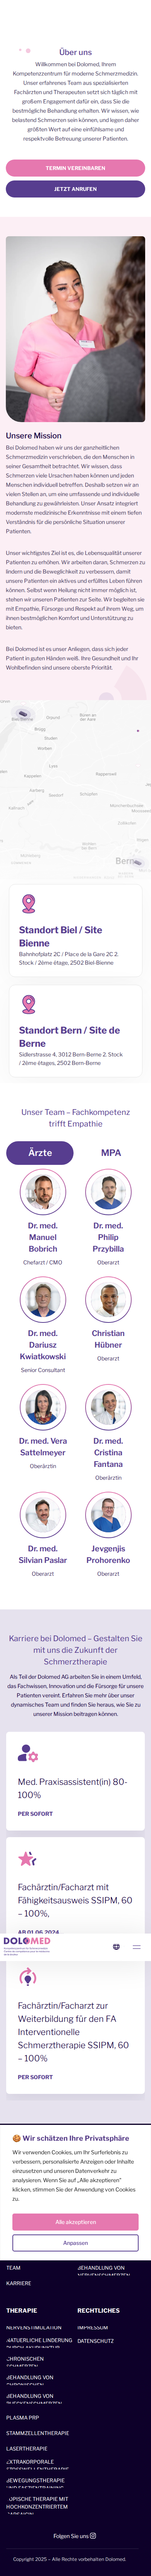 Über uns
Willkommen bei Dolomed, Ihrem
Kompetenzzentrum für moderne Schmerzmedizin.
Unser erfahrenes Team aus spezialisierten
Fachärzten und Therapeuten setzt sich täglich mit
großem Engagement dafür ein, dass Sie die
bestmögliche Behandlung erhalten. Wir wissen, wie
belastend Schmerzen sein können, und legen daher
größten Wert auf eine einfühlsame und
respektvolle Betreuung unserer Patienten.
TERMIN VEREINBAREN
JETZT ANRUFEN
Unsere Mission
Bei Dolomed haben wir uns der ganzheitlichen
Schmerzmedizin verschrieben, die den Menschen in
seiner Gesamtheit betrachtet. Wir wissen, dass
Schmerzen viele Ursachen haben können und jeden
Menschen individuell betreffen. Deshalb setzen wir an
vielen Stellen an, um eine umfassende und individuell
abgestimmte Behandlung zu gewährleisten. Unser Ansatz integriert
modernste medizinische Erkenntnisse mit einem tiefen
Verständnis für die persönliche Situation unserer
Patienten.
Unser wichtigstes Ziel ist es, die Lebensqualität unserer
Patienten zu erhöhen. Wir arbeiten daran, Schmerzen zu
lindern und die Beweglichkeit zu verbessern, damit
Patienten ein aktives und erfülltes Leben führen
können. Selbst wenn Heilung nicht immer möglich ist,
stehen wir unseren Patienten zur Seite. Wir begleiten sie
mit Empathie, Fürsorge und Respekt auf ihrem Weg, um
ihnen bestmöglichen Komfort und Unterstützung zu
bieten.
Bei Dolomed ist es unser Anliegen, dass sich jeder
Patient in guten Händen weiß. Ihre Gesundheit und Ihr
Wohlbefinden sind unsere oberste Priorität.
Bern
Standort Biel / Site
Bienne
Bahnhofplatz 2C / Place de la Gare 2C 2.
Stock / 2ème étage, 2502 Biel-Bienne
Standort Bern / Site de
Berne
Sidlerstrasse 4, 3012 Bern-Berne 2. Stock
/ 2ème étages, 2502 Bern-Berne
Unser Team – Fachkompetenz
trifft Empathie
Ärzte
MPA
Dr. med.
Manuel
Bobrich
Chefarzt / CMO
Dr. med.
Philip
Przybilla
Oberarzt
Dr. med.
Dariusz
Kwiatkowski
Senior Consultant
Christian
Hübner
Oberarzt
Dr. med. Vera
Sattelmeyer
Oberärztin
Dr. med.
Cristina
Fantana
Oberärztin
Dr. med.
Silvian Paslar
Oberarzt
Jevgenjis
Prohorenko
Oberarzt
Karriere bei Dolomed – Gestalten Sie
mit uns die Zukunft der
Schmerztherapie
Als Teil der Dolomed AG arbeiten Sie in einem Umfeld,
das Fachwissen, Innovation und die Fürsorge für unsere
Patienten vereint. Erfahren Sie mehr über unser
dynamisches Team und finden Sie heraus, wie Sie zu
unserer Mission beitragen können.
Med. Praxisassistent(in) 80-
100%
PER SOFORT
Fachärztin/Facharzt mit
Fähigkeitsausweis SSIPM, 60
– 100%,
AB 01.06.2024
DOLOMED
Fachärztin/Facharzt zur
Weiterbildung für den FA
Interventionelle
Schmerztherapie SSIPM, 60
– 100%
PER SOFORT
🍪 Wir schätzen Ihre Privatsphäre
Wir verwenden Cookies, um Ihr Surferlebnis zu
verbessern, personalisierte Anzeigen oder Inhalte
einzusetzen und unseren Datenverkehr zu
analysieren. Wenn Sie auf „Alle akzeptieren"
klicken, stimmen Sie der Anwendung von Cookies
zu.
Alle akzeptieren
Anpassen
TEAM
BEHANDLUNG VON
NERVENSCHMERZEN
KARRIERE
THERAPIE
RECHTLICHES
NERVENSTIMULATION
IMPRESSUM
NATUERLICHE LINDERUNG
DURCH AKUPUNKTUR
DATENSCHUTZ
CHRONISCHEN
SCHMERZEN
BEHANDLUNG VON
CHRONISCHEN
BEHANDLUNG VON
RUECKENSCHMERZEN
PLASMA PRP
STAMMZELLENTHERAPIE
LASERTHERAPIE
EXTRAKORPORALE
STOSSWELLENTHERAPIE
BEWEGUNGSTHERAPIE
TOPISCHE THERAPIE MIT
HOCHKONZENTRIERTEM
CAPSAICIN
Folgen Sie uns
Copyright 2025 – Alle Rechte vorbehalten Dolomed.